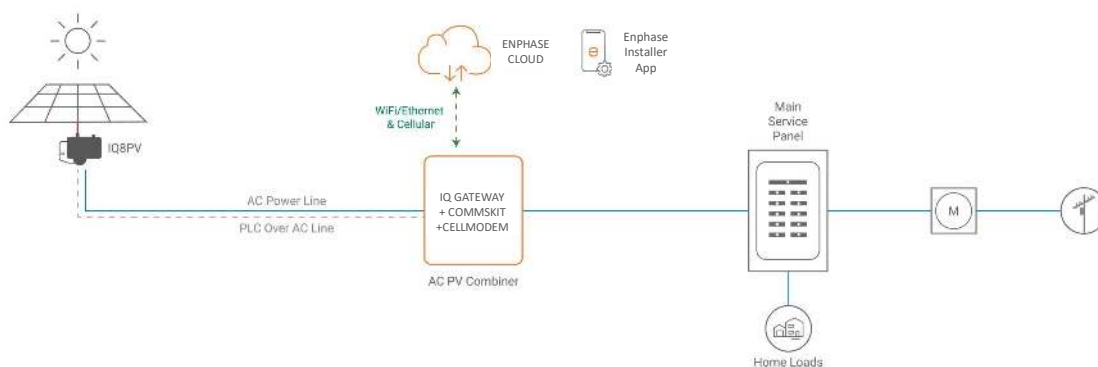 ENPHASE
CLOUD
Enphase
Installer
App
WiFi/Ethernet
& Cellular
Main
Service
Panel
IQ8PV
AC Power Line
PLC Over AC Line
IQ GATEWAY
+ COMMSKIT
+CELLMODEM
AC PV Combiner
M
Home Loads